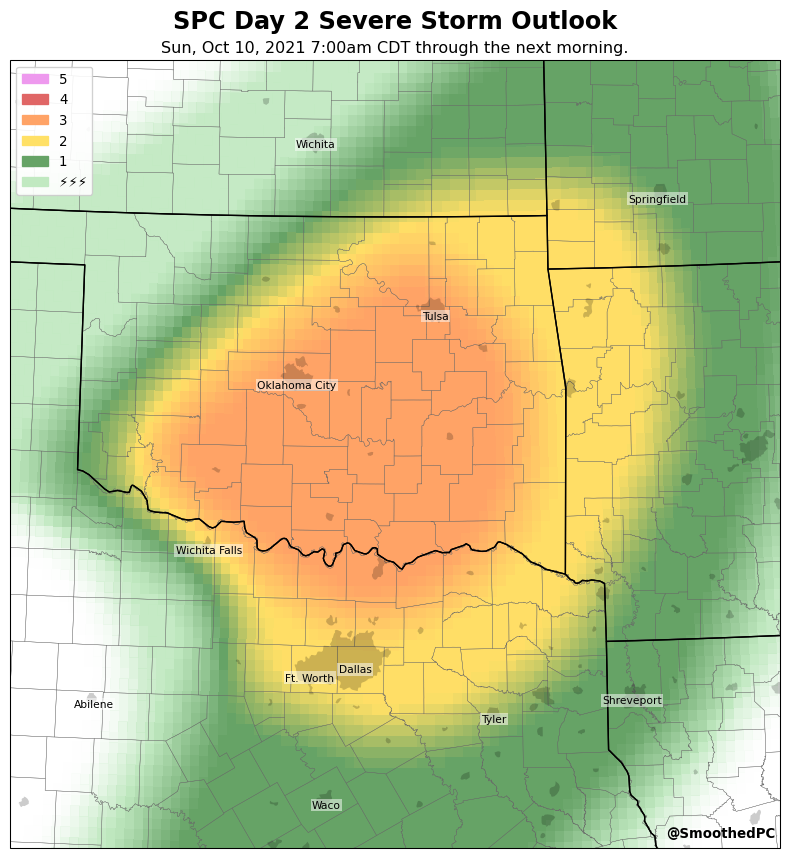 SPC Day 2 Severe Storm Outlook
Sun, Oct 10, 2021 7:00am CDT through the next morning.
5
4
3
2
1
⚡⚡⚡
Wichita
Springfield
Tulsa
Oklahoma City
Wichita Falls
Dallas
Ft. Worth
Abilene
Shreveport
Tyler
Waco
@SmoothedPC